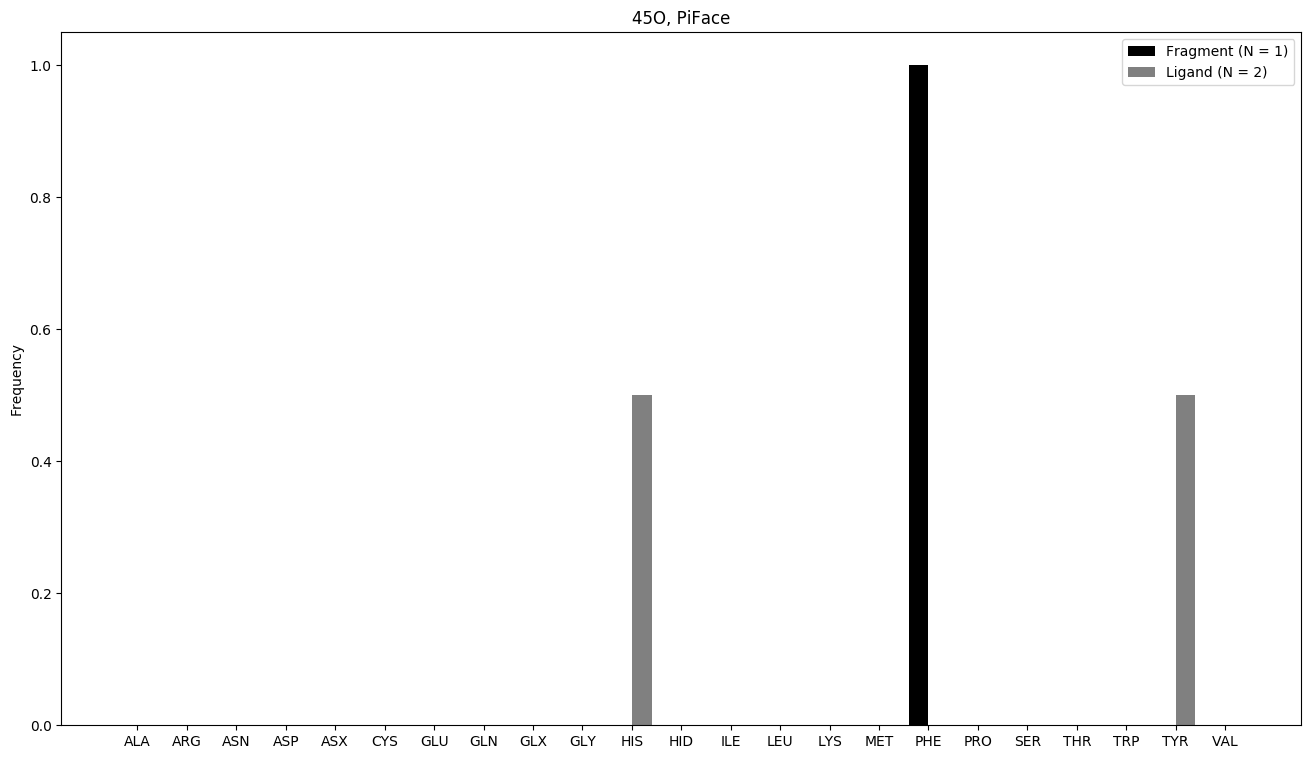 45O, PiFace
Fragment (N = 1)
Ligand (N = 2)
Frequency
1.0
0.8
0.6
0.4
0.2
0.0
ALA ARG ASN ASP ASX CYS GLU GLN GLX GLY HIS HID ILE LEU LYS MET PHE PRO SER THR TRP TYR VAL